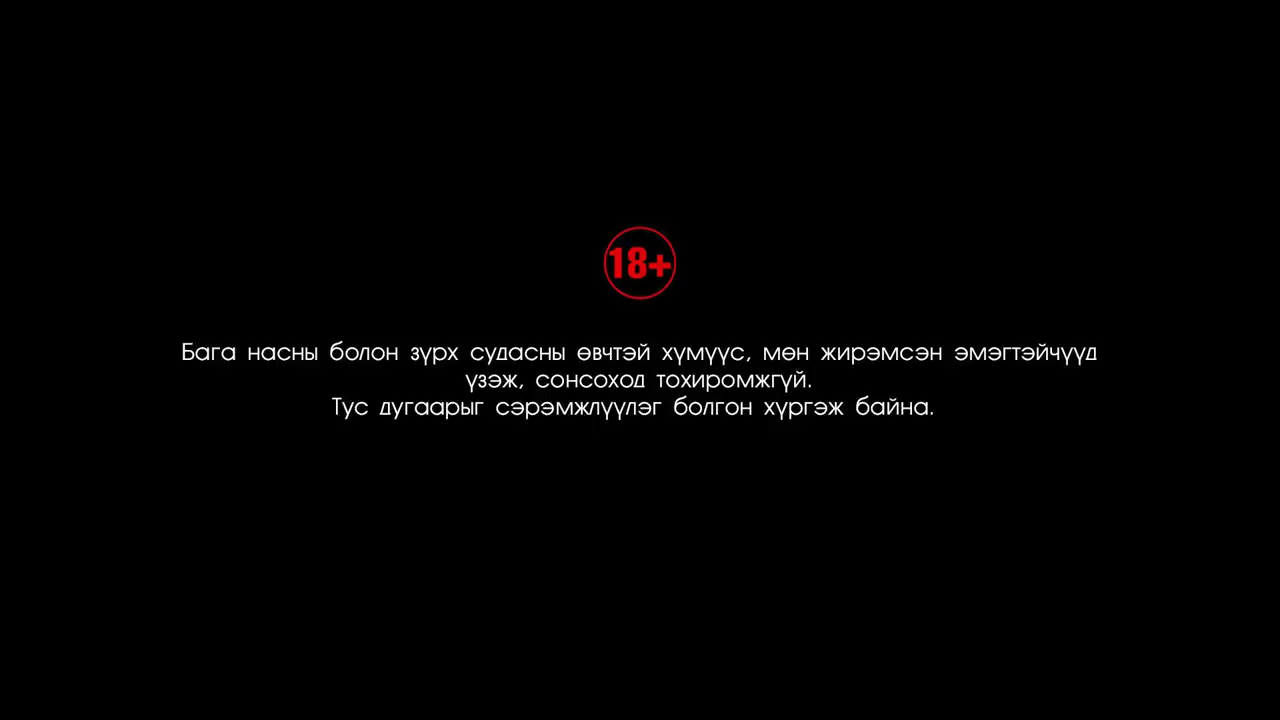 18+
Бага насны болон зүрх судасны өвчтэй хүмүүс, мөн жирэмсэн эмэгтэйчүүд
үзэж, сонсоход тохиромжгүй.
Тус дугаарыг сэрэмжлүүлэг болгон хүргэж байна.